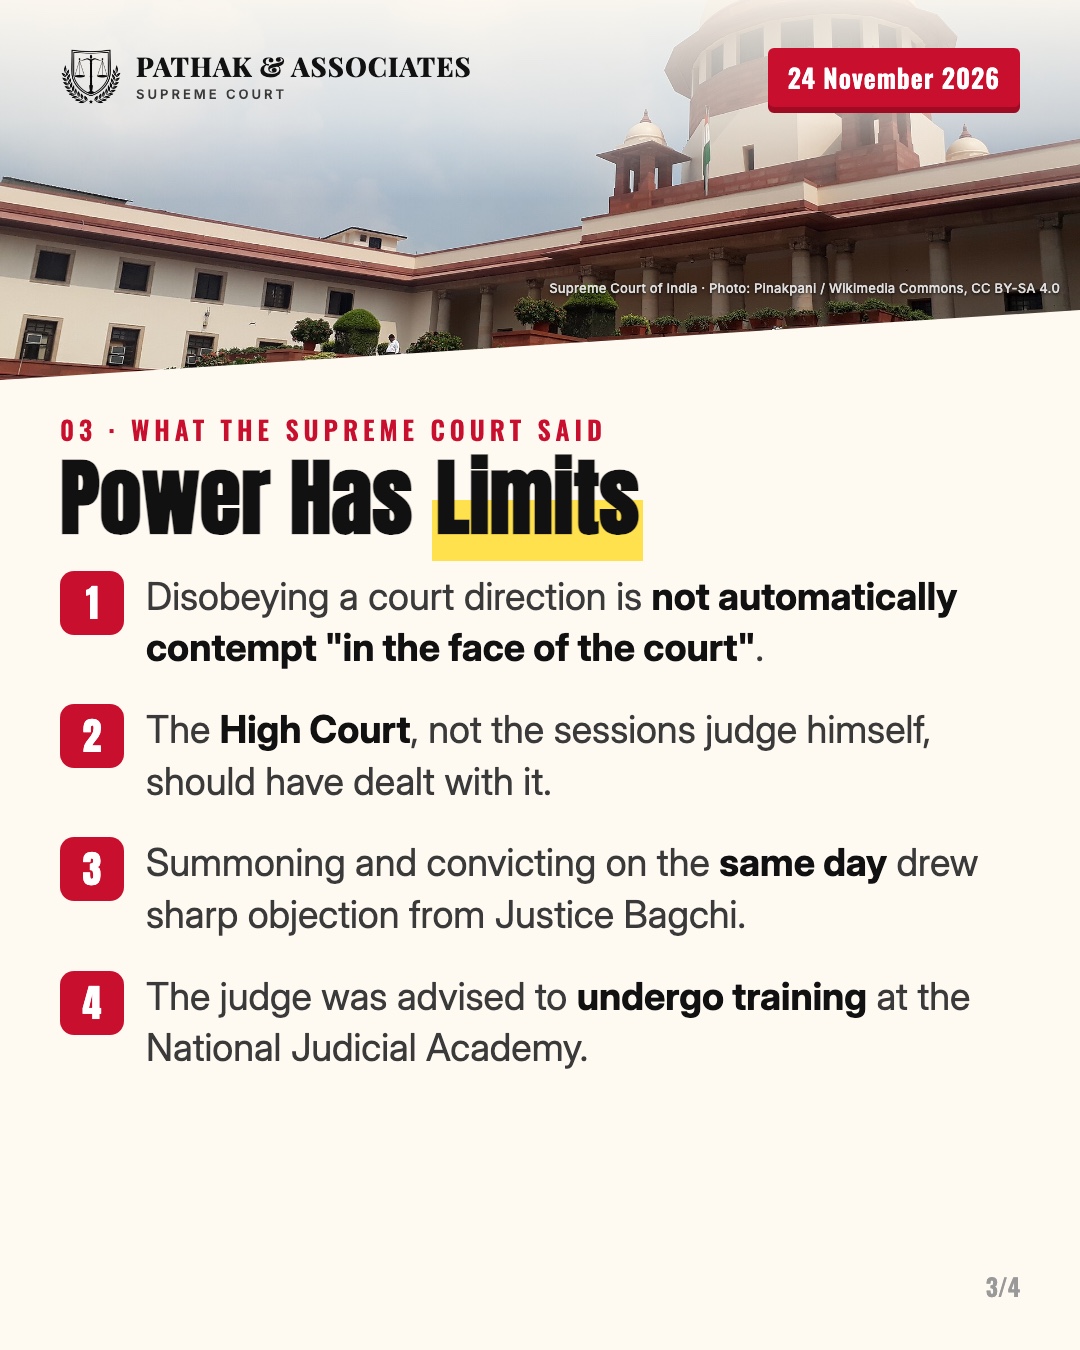 PATHAK & ASSOCIATES
SUPREME COURT
24 November 2026
Supreme Court of India · Photo: Pinakpani / Wikimedia Commons, CC BY-SA 4.0
03 · WHAT THE SUPREME COURT SAID
Power Has Limits
1 Disobeying a court direction is not automatically
contempt "in the face of the court".
2 The High Court, not the sessions judge himself,
should have dealt with it.
3 Summoning and convicting on the same day drew
sharp objection from Justice Bagchi.
4 The judge was advised to undergo training at the
National Judicial Academy.
3/4